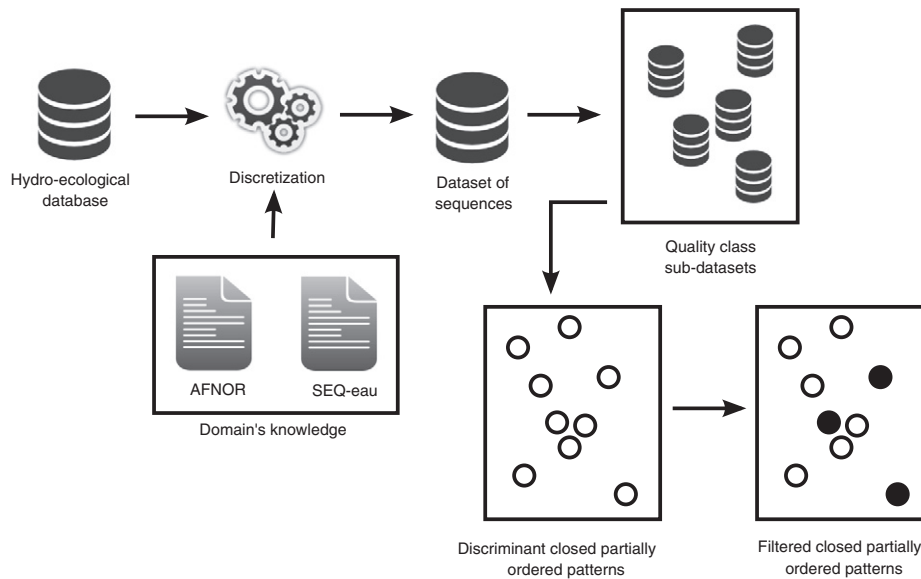 Hydro-ecological
database
Discretization
Dataset of
sequences
Quality class
sub-datasets
AFNOR
SEQ-eau
Domain's knowledge
Discriminant closed partially
ordered patterns
Filtered closed partially
ordered patterns